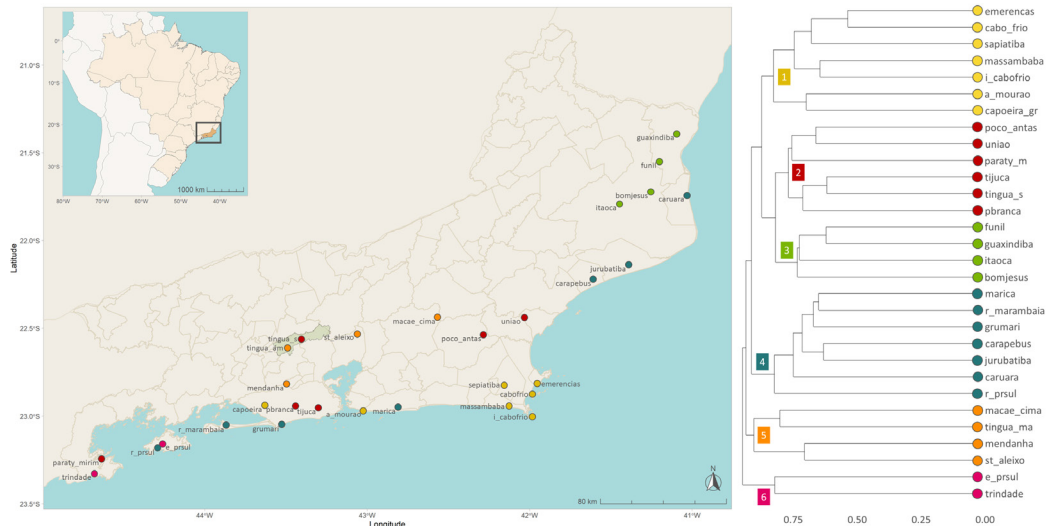 0°
10°S
20°S
30°S
80°W
70°W
60°W
50°W
40°W
1000 km
21.0°S
21.5°S
22.0°S
22.5°S
23.0°S
23.5°S
Latitude
44°W
43°W
42°W
41°W
Longitude
guaxindiba
funil
bomjesus
caruara
itaoca
jurubatiba
carapebus
macae_cima
uniao
st_aleixo
poco_antas
tingua_s
tingua_am
mendanha
sepiatiba
emerencias
cabofrio
capoeira
pbranca
tijuca
a_mourao
marica
massambaba
i_cabofrio
r_marambaia
grumari
r_prsul
e_prsul
paraty_mirim
trindade
N
80 km
emerencas
cabo_frio
sapiatiba
massambaba
i_cabofrio
a_mourao
capoeira_gr
poco_antas
uniao
paraty_m
tijuca
tingua_s
pbranca
funil
guaxindiba
itaoca
bomjesus
marica
r_marambaia
grumari
carapebus
jurubatiba
caruara
r_prsul
macae_cima
tingua_ma
mendanha
st_aleixo
e_prsul
trindade
1
2
3
4
5
6
0.75
0.50
0.25
0.00